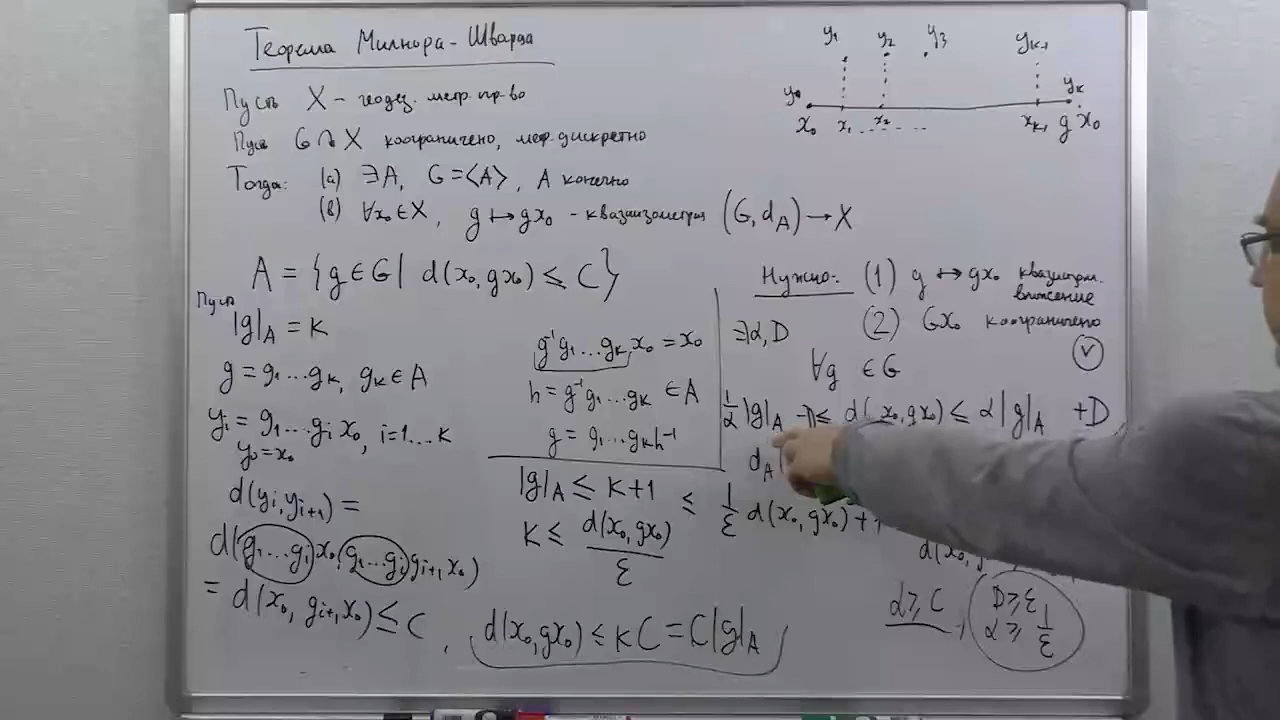 Теорема Милнора-Шварца
Пусть X – геодез. метр. пр-во
Пусть G ↷ X коограничено, метр. дискретно
Тогда: (a) ∃A, G = ⟨A⟩, A конечно
(b) ∀x₀ ∈ X, g ↦ gx₀ – квазиизометрия (G, d_A) → X
A = { g ∈ G | d(x₀, gx₀) ≤ C }
Пусть
|g|_A = k
g = g₁...g_k, g_k ∈ A
y_i = g₁...g_i x₀, i=1...k
y₀ = x₀
d(y_i, y_{i+1}) =
d(g₁...g_i x₀, g₁...g_i g_{i+1} x₀)
= d(x₀, g_{i+1} x₀) ≤ C,
g⁻¹g₁...g_k x₀ = x₀
h = g⁻¹g₁...g_k ∈ A
g = g₁...g_k h⁻¹
|g|_A ≤ k+1 ≤ 1/ε d(x₀, gx₀) + 1
k ≤ d(x₀, gx₀)/ε
d(x₀, gx₀) ≤ kC = C|g|_A
y₁ y₂ y₃ y_{k-1}
y₀ y_k
x₀ x₁ x₂ x_{k-1} gx₀
Нужно: (1) g ↦ gx₀ квазиизом. вложение
(2) Gx₀ коограничено
∃α, D
∀g ∈ G
1/α |g|_A - D ≤ d(x₀, gx₀) ≤ α|g|_A + D
d_A
d(x₀, g
α ≥ C,
D ≥ ε
α ≥ 1/ε